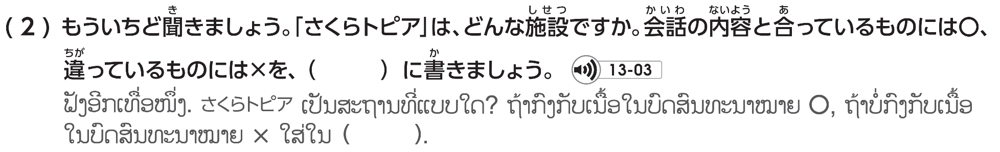 (2)もういちど聞きましょう。「さくらトピア」は、どんな施設ですか。会話の内容と合っているものには〇、
違っているものには×を、(　　　)に書きましょう。 13-03
ຟັງອີກເທື່ອໜຶ່ງ. さくらトピア ເປັນສະຖານທີ່ແບບໃດ? ຖ້າກົງກັບເນື້ອໃນບົດສົນທະນາໝາຍ 〇, ຖ້າບໍ່ກົງກັບເນື້ອ
ໃນບົດສົນທະນາໝາຍ × ໃສ່ໃນ (　　　).